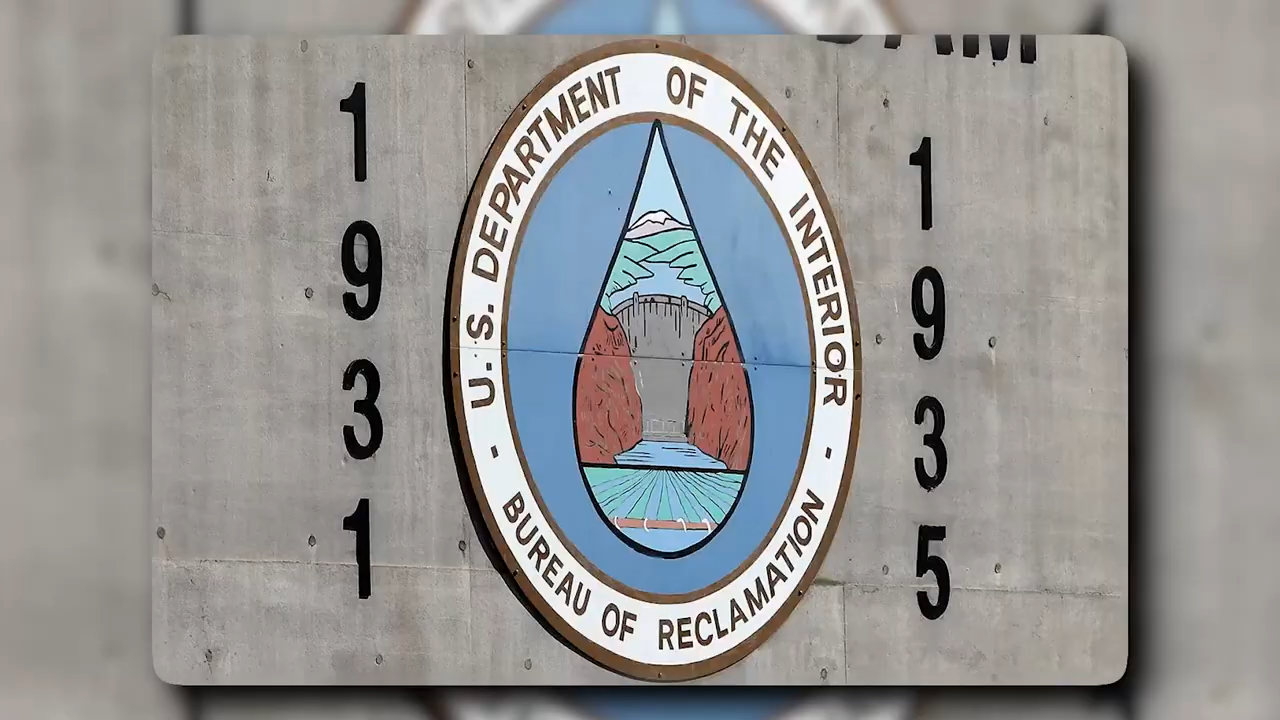 U.S. DEPARTMENT OF THE INTERIOR
· BUREAU OF RECLAMATION ·
1931
1935